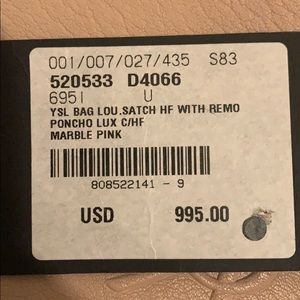 001/007/027/435 S83
520533 D4066
6951 U
YSL BAG LOU.SATCH HF WITH REMO
PONCHO LUX C/HF
MARBLE PINK
808522141 - 9
USD 995.00